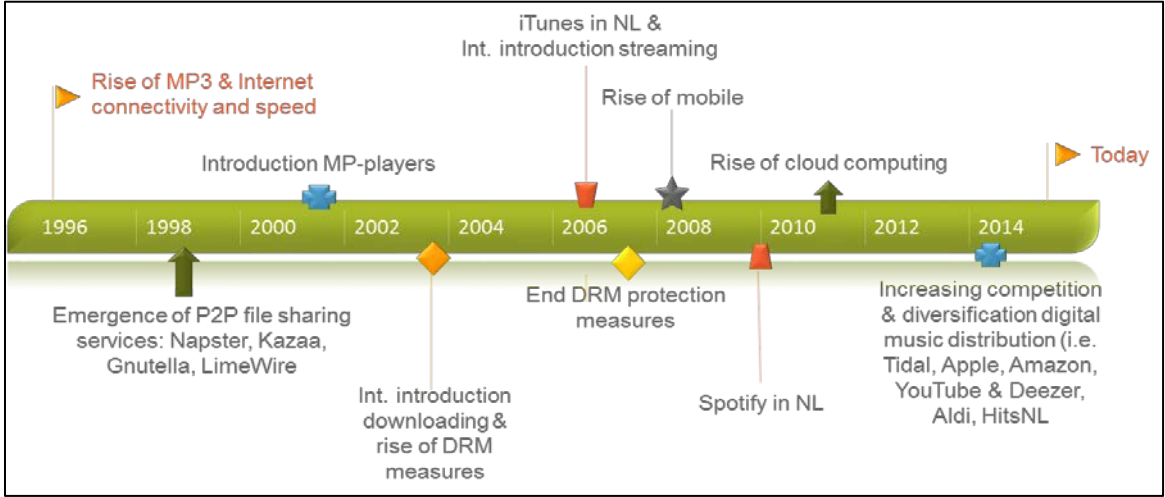 iTunes in NL &
Int. introduction streaming
Rise of MP3 & Internet
connectivity and speed
Rise of mobile
Introduction MP-players
Rise of cloud computing
Today
1996
1998
2000
2002
2004
2006
2008
2010
2012
2014
Emergence of P2P file sharing
services: Napster, Kazaa,
Gnutella, LimeWire
Int. introduction
downloading &
rise of DRM
measures
End DRM protection
measures
Spotify in NL
Increasing competition
& diversification digital
music distribution (i.e.
Tidal, Apple, Amazon,
YouTube & Deezer,
Aldi, HitsNL